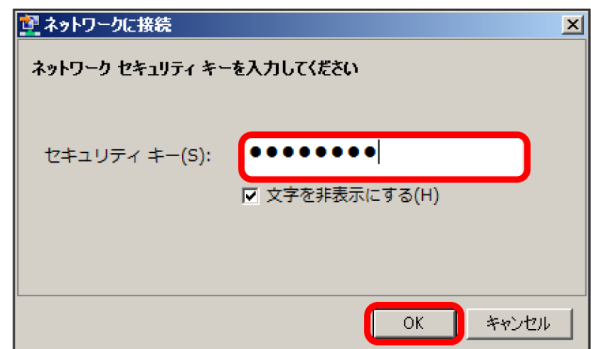 ネットワークに接続
ネットワーク セキュリティ キーを入力してください
セキュリティ キー(S): ●●●●●●●●
文字を非表示にする(H)
OK キャンセル